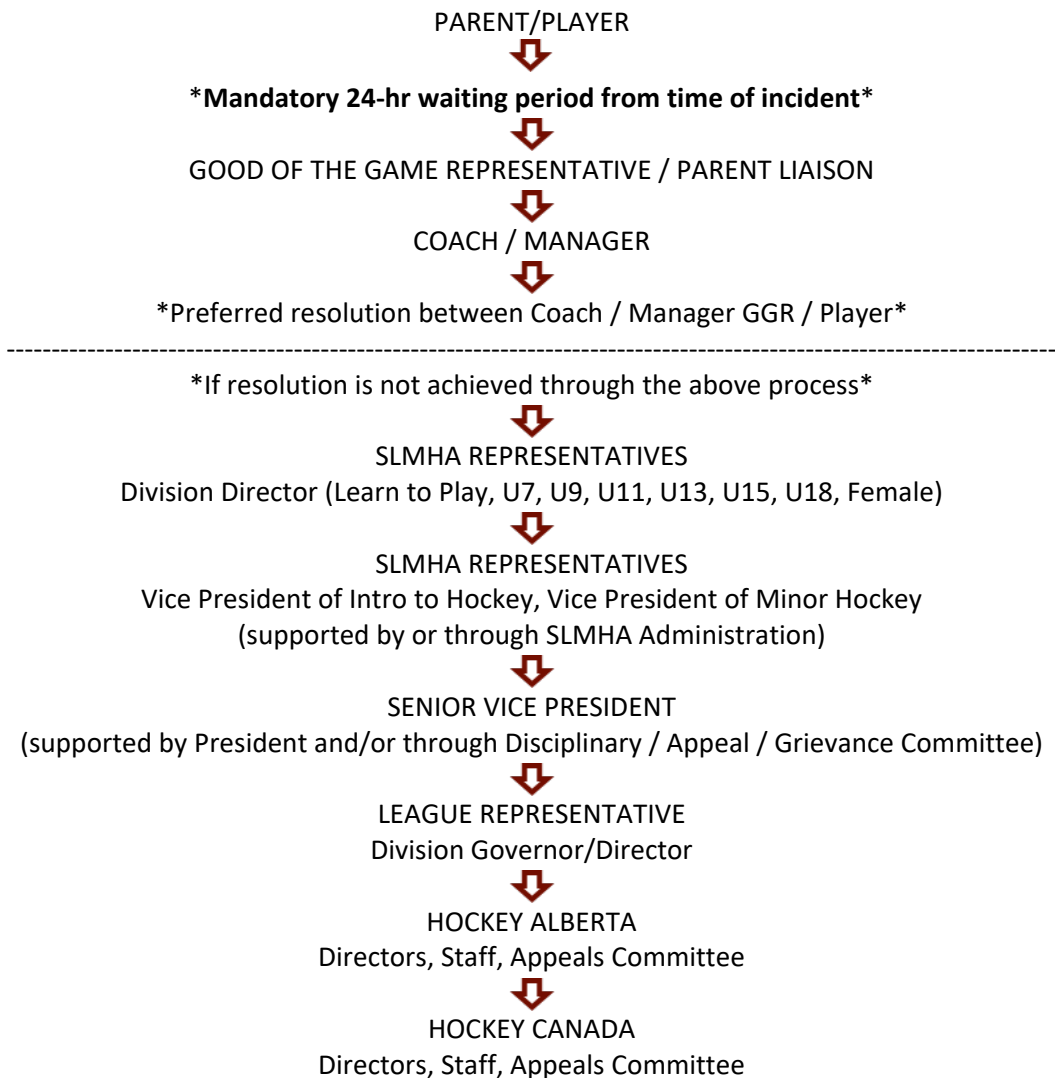 PARENT/PLAYER
*Mandatory 24-hr waiting period from time of incident*
GOOD OF THE GAME REPRESENTATIVE / PARENT LIAISON
COACH / MANAGER
*Preferred resolution between Coach / Manager GGR / Player*
---------------------------------------------------------------------------------------------------------------------
*If resolution is not achieved through the above process*
SLMHA REPRESENTATIVES
Division Director (Learn to Play, U7, U9, U11, U13, U15, U18, Female)
SLMHA REPRESENTATIVES
Vice President of Intro to Hockey, Vice President of Minor Hockey
(supported by or through SLMHA Administration)
SENIOR VICE PRESIDENT
(supported by President and/or through Disciplinary / Appeal / Grievance Committee)
LEAGUE REPRESENTATIVE
Division Governor/Director
HOCKEY ALBERTA
Directors, Staff, Appeals Committee
HOCKEY CANADA
Directors, Staff, Appeals Committee